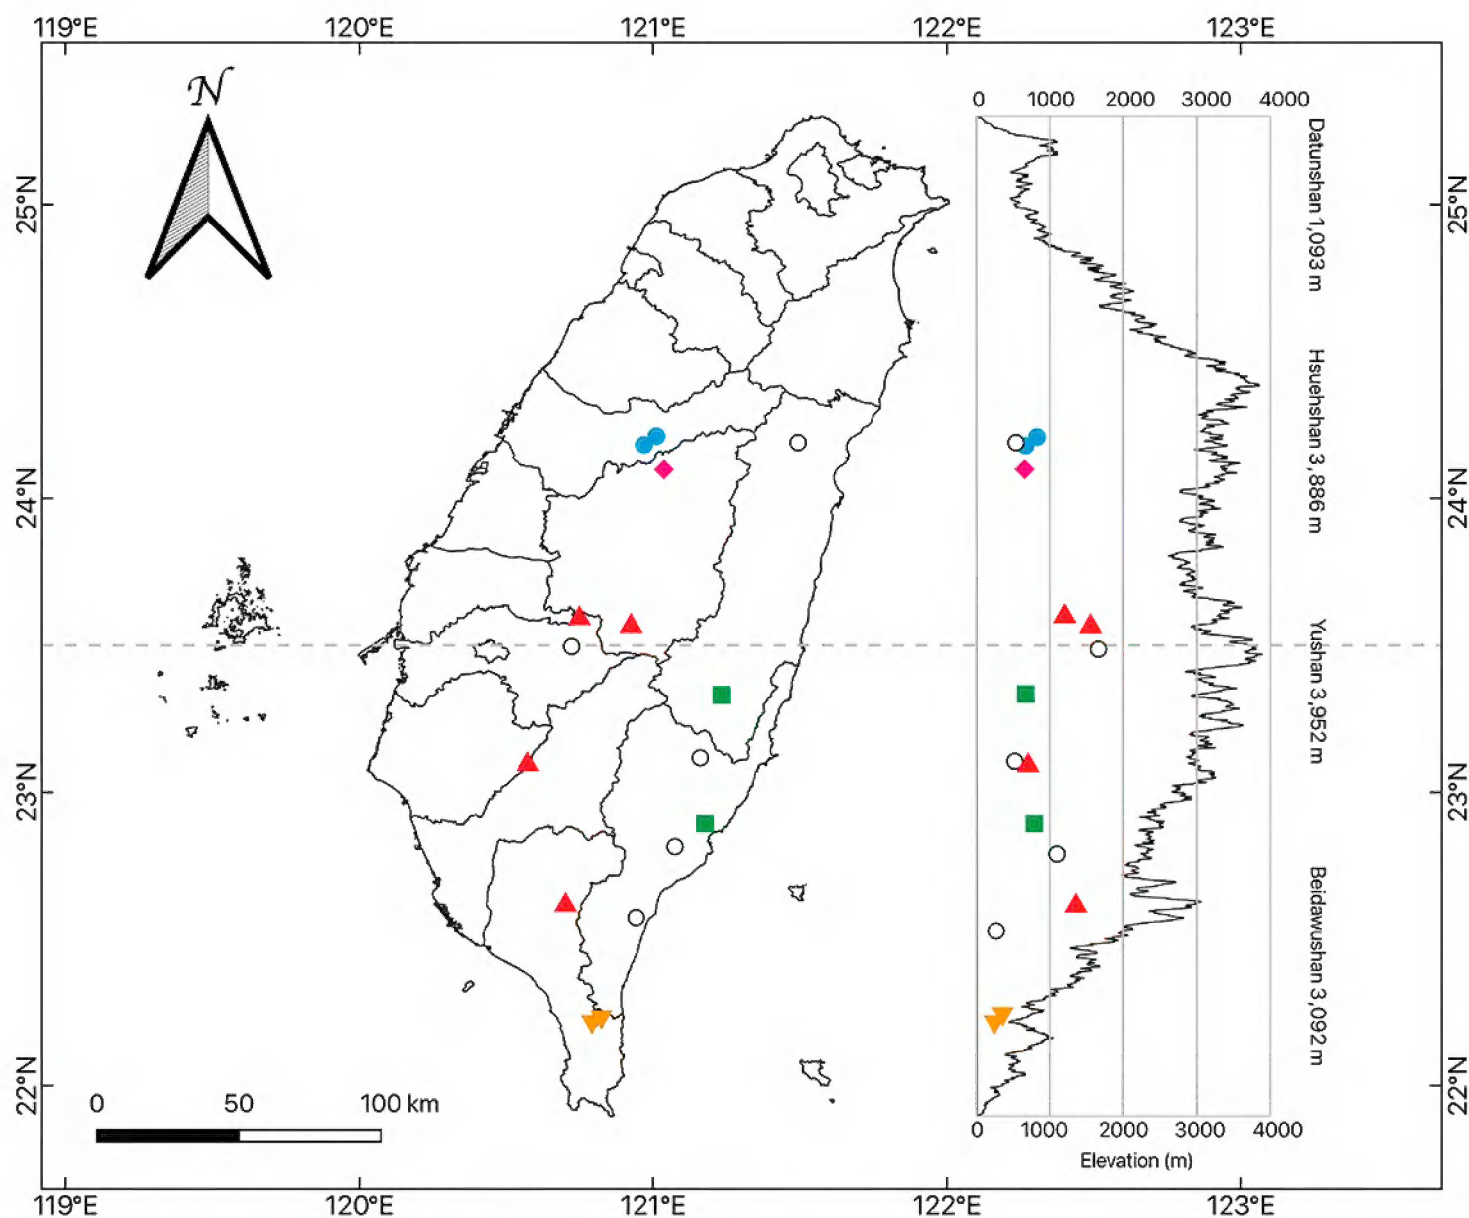 119°E 120°E 121°E 122°E 123°E
N
0 1000 2000 3000 4000
Datunshan 1,093 m
25°N 25°N
Hsuehshan 3,886 m
24°N 24°N
Yushan 3,952 m
23°N 23°N
Beidawushan 3,092 m
22°N 22°N
0 50 100 km
0 1000 2000 3000 4000
Elevation (m)
119°E 120°E 121°E 122°E 123°E